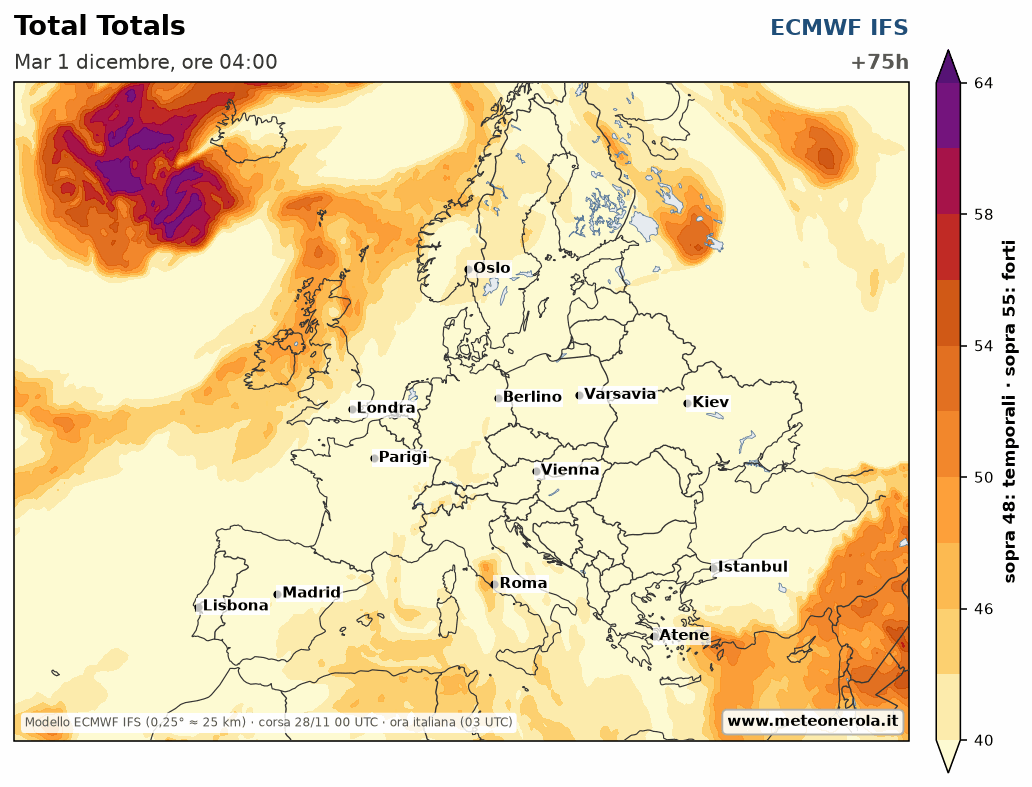 Total Totals
ECMWF IFS
Mar 1 dicembre, ore 04:00
+75h
64
58
54
50
46
40
sopra 48: temporali · sopra 55: forti
Oslo
Londra
Berlino
Varsavia
Kiev
Parigi
Vienna
Istanbul
Roma
Madrid
Lisbona
Atene
Modello ECMWF IFS (0,25° ≈ 25 km) · corsa 28/11 00 UTC · ora italiana (03 UTC)
www.meteonerola.it